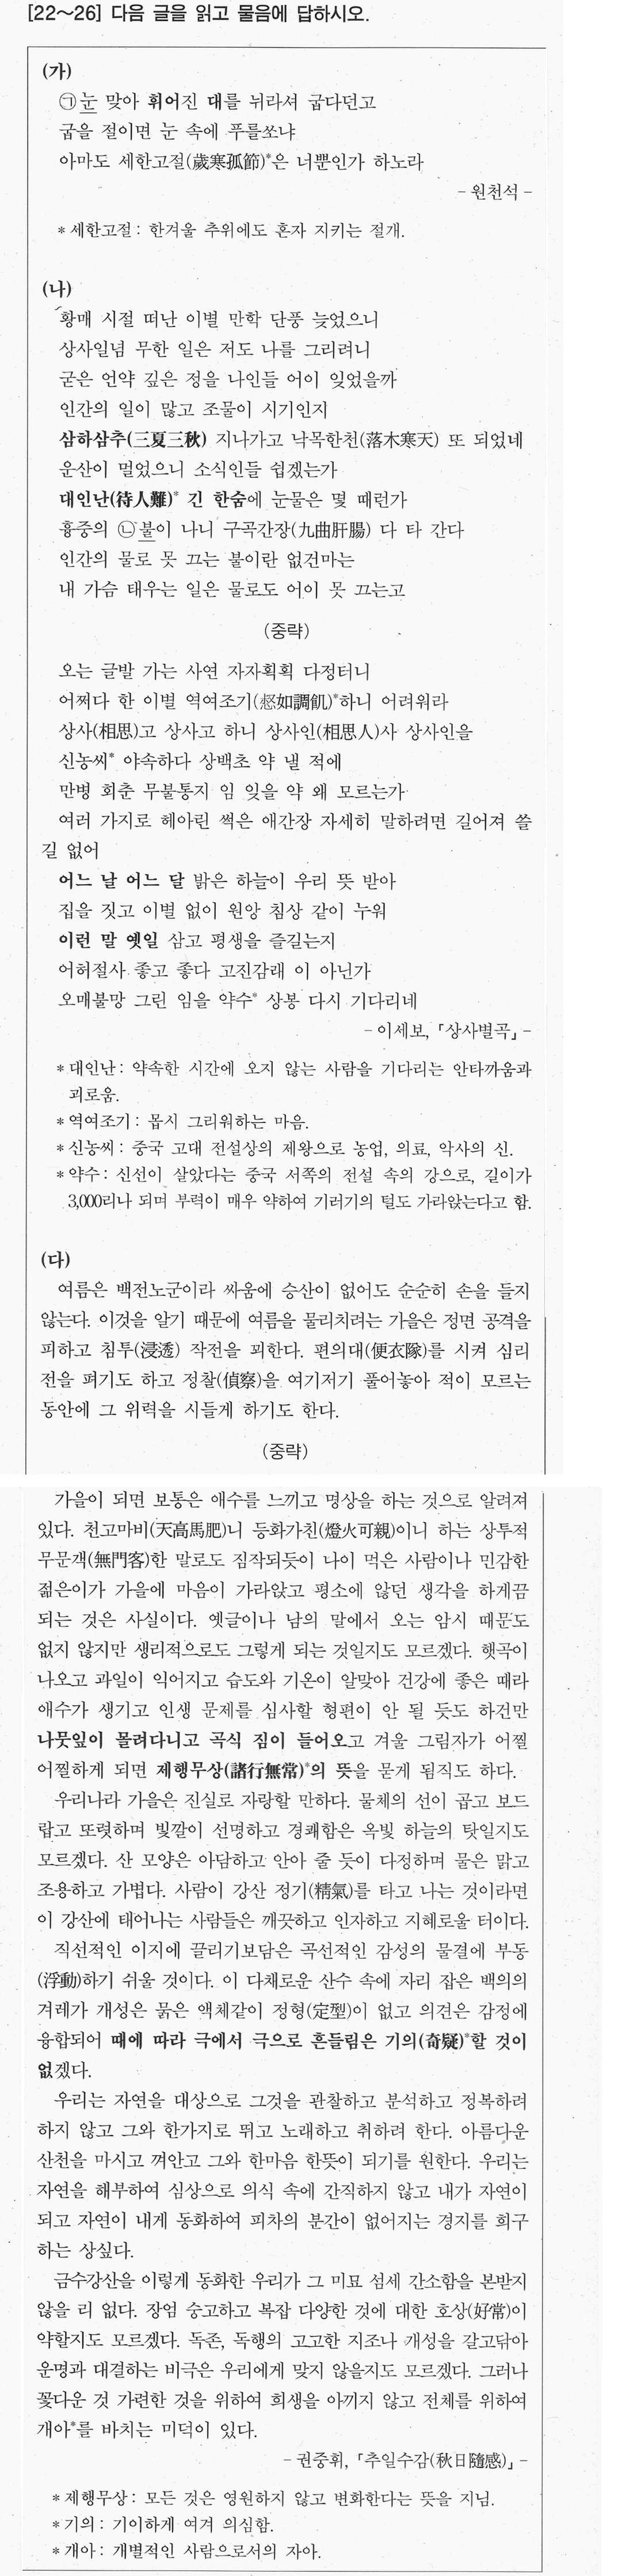 [22～26] 다음 글을 읽고 물음에 답하시오.
(가)
㉠눈 맞아 휘어진 대를 뉘라셔 굽다던고
굽을 절이면 눈 속에 푸를쏘냐
아마도 세한고절(歲寒孤節)*은 너뿐인가 하노라
- 원천석 -
* 세한고절 : 한겨울 추위에도 혼자 지키는 절개.
(나)
황매 시절 떠난 이별 만학 단풍 늦었으니
상사일념 무한 일은 저도 나를 그리려니
굳은 언약 깊은 정을 나인들 어이 잊었을까
인간의 일이 많고 조물이 시기인지
삼하삼추(三夏三秋) 지나가고 낙목한천(落木寒天) 또 되었네
운산이 멀었으니 소식인들 쉽겠는가
대인난(待人難)* 긴 한숨에 눈물은 몇 때런가
흉중의 ㉡불이 나니 구곡간장(九曲肝腸) 다 타 간다
인간의 물로 못 끄는 불이란 없건마는
내 가슴 태우는 일은 물로도 어이 못 끄는고
(중략)
오는 글발 가는 사연 자자획획 다정터니
어쩌다 한 이별 역여조기(惄如調飢)*하니 어려워라
상사(相思)고 상사고 하니 상사인(相思人)사 상사인을
신농씨* 야속하다 상백초 약 낼 적에
만병 회춘 무불통지 임 잊을 약 왜 모르는가
여러 가지로 헤아린 썩은 애간장 자세히 말하려면 길어져 쓸
길 없어
어느 날 어느 달 밝은 하늘이 우리 뜻 받아
집을 짓고 이별 없이 원앙 침상 같이 누워
이런 말 옛일 삼고 평생을 즐길는지
어허절사 좋고 좋다 고진감래 이 아닌가
오매불망 그린 임을 약수* 상봉 다시 기다리네
- 이세보, 「상사별곡」 -
* 대인난 : 약속한 시간에 오지 않는 사람을 기다리는 안타까움과
괴로움.
* 역여조기 : 몹시 그리워하는 마음.
* 신농씨 : 중국 고대 전설상의 제왕으로 농업, 의료, 악사의 신.
* 약수 : 신선이 살았다는 중국 서쪽의 전설 속의 강으로, 길이가
3,000리나 되며 부력이 매우 약하여 기러기의 털도 가라앉는다고 함.
(다)
여름은 백전노군이라 싸움에 승산이 없어도 순순히 손을 들지
않는다. 이것을 알기 때문에 여름을 물리치려는 가을은 정면 공격을
피하고 침투(浸透) 작전을 꾀한다. 편의대(便衣隊)를 시켜 심리
전을 펴기도 하고 정찰(偵察)을 여기저기 풀어놓아 적이 모르는
동안에 그 위력을 시들게 하기도 한다.
(중략)
가을이 되면 보통은 애수를 느끼고 명상을 하는 것으로 알려져
있다. 천고마비(天高馬肥)니 등화가친(燈火可親)이니 하는 상투적
무문객(無門客)한 말로도 짐작되듯이 나이 먹은 사람이나 민감한
젊은이가 가을에 마음이 가라앉고 평소에 않던 생각을 하게끔
되는 것은 사실이다. 옛글이나 남의 말에서 오는 암시 때문도
없지 않지만 생리적으로도 그렇게 되는 것일지도 모르겠다. 햇곡이
나오고 과일이 익어지고 습도와 기온이 알맞아 건강에 좋은 때라
애수가 생기고 인생 문제를 심사할 형편이 안 될 듯도 하건만
나뭇잎이 몰려다니고 곡식 짐이 들어오고 겨울 그림자가 어찔
어찔하게 되면 제행무상(諸行無常)*의 뜻을 묻게 됨직도 하다.
우리나라 가을은 진실로 자랑할 만하다. 물체의 선이 곱고 보드
랍고 또렷하며 빛깔이 선명하고 경쾌함은 옥빛 하늘의 탓일지도
모르겠다. 산 모양은 아담하고 안아 줄 듯이 다정하며 물은 맑고
조용하고 가볍다. 사람이 강산 정기(精氣)를 타고 나는 것이라면
이 강산에 태어나는 사람들은 깨끗하고 인자하고 지혜로울 터이다.
직선적인 이지에 끌리기보담은 곡선적인 감성의 물결에 부동
(浮動)하기 쉬울 것이다. 이 다채로운 산수 속에 자리 잡은 백의의
겨레가 개성은 묽은 액체같이 정형(定型)이 없고 의견은 감정에
융합되어 때에 따라 극에서 극으로 흔들림은 기의(奇疑)*할 것이
없겠다.
우리는 자연을 대상으로 그것을 관찰하고 분석하고 정복하려
하지 않고 그와 한가지로 뛰고 노래하고 취하려 한다. 아름다운
산천을 마시고 껴안고 그와 한마음 한뜻이 되기를 원한다. 우리는
자연을 해부하여 심상으로 의식 속에 간직하지 않고 내가 자연이
되고 자연이 내게 동화하여 피차의 분간이 없어지는 경지를 희구
하는 상싶다.
금수강산을 이렇게 동화한 우리가 그 미묘 섬세 간소함을 본받지
않을 리 없다. 장엄 숭고하고 복잡 다양한 것에 대한 호상(好常)이
약할지도 모르겠다. 독존, 독행의 고고한 지조나 개성을 갈고닦아
운명과 대결하는 비극은 우리에게 맞지 않을지도 모르겠다. 그러나
꽃다운 것 가련한 것을 위하여 희생을 아끼지 않고 전체를 위하여
개아*를 바치는 미덕이 있다.
- 권중휘, 「추일수감(秋日隨感)」 -
* 제행무상 : 모든 것은 영원하지 않고 변화한다는 뜻을 지님.
* 기의 : 기이하게 여겨 의심함.
* 개아 : 개별적인 사람으로서의 자아.